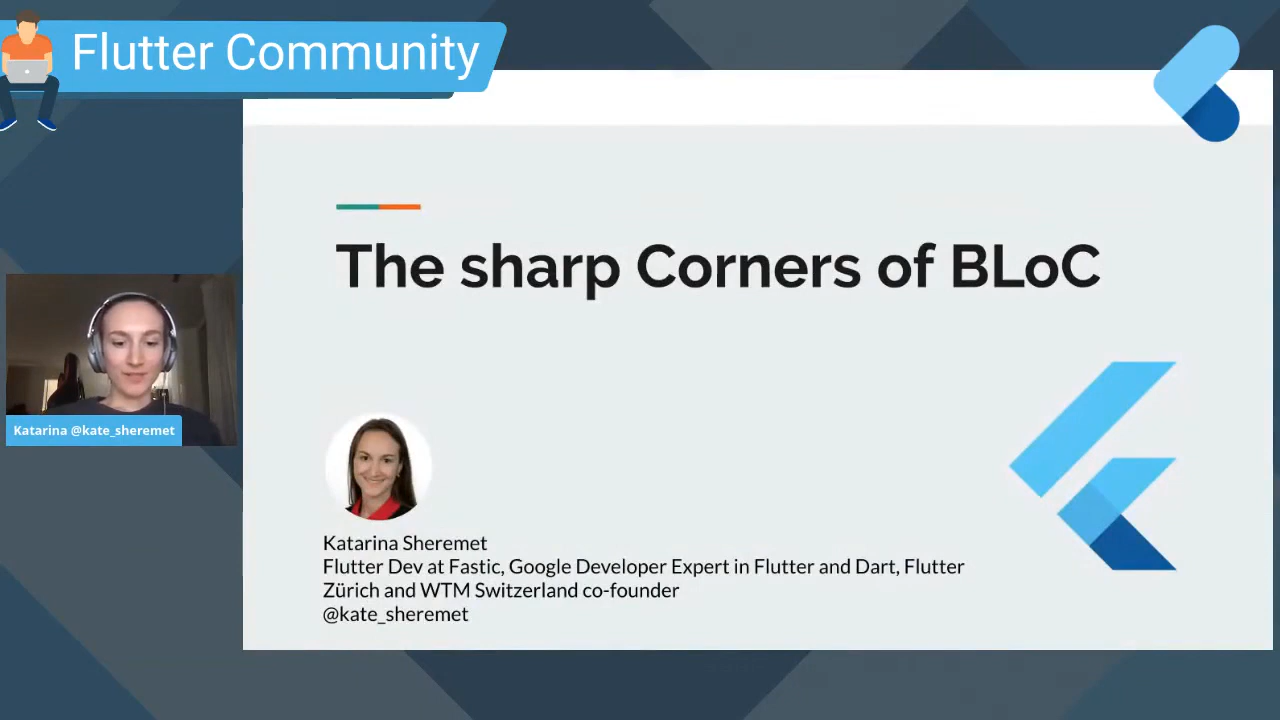 Flutter Community
The sharp Corners of BLoC
Katarina @kate_sheremet
Katarina Sheremet
Flutter Dev at Fastic, Google Developer Expert in Flutter and Dart, Flutter
Zürich and WTM Switzerland co-founder
@kate_sheremet